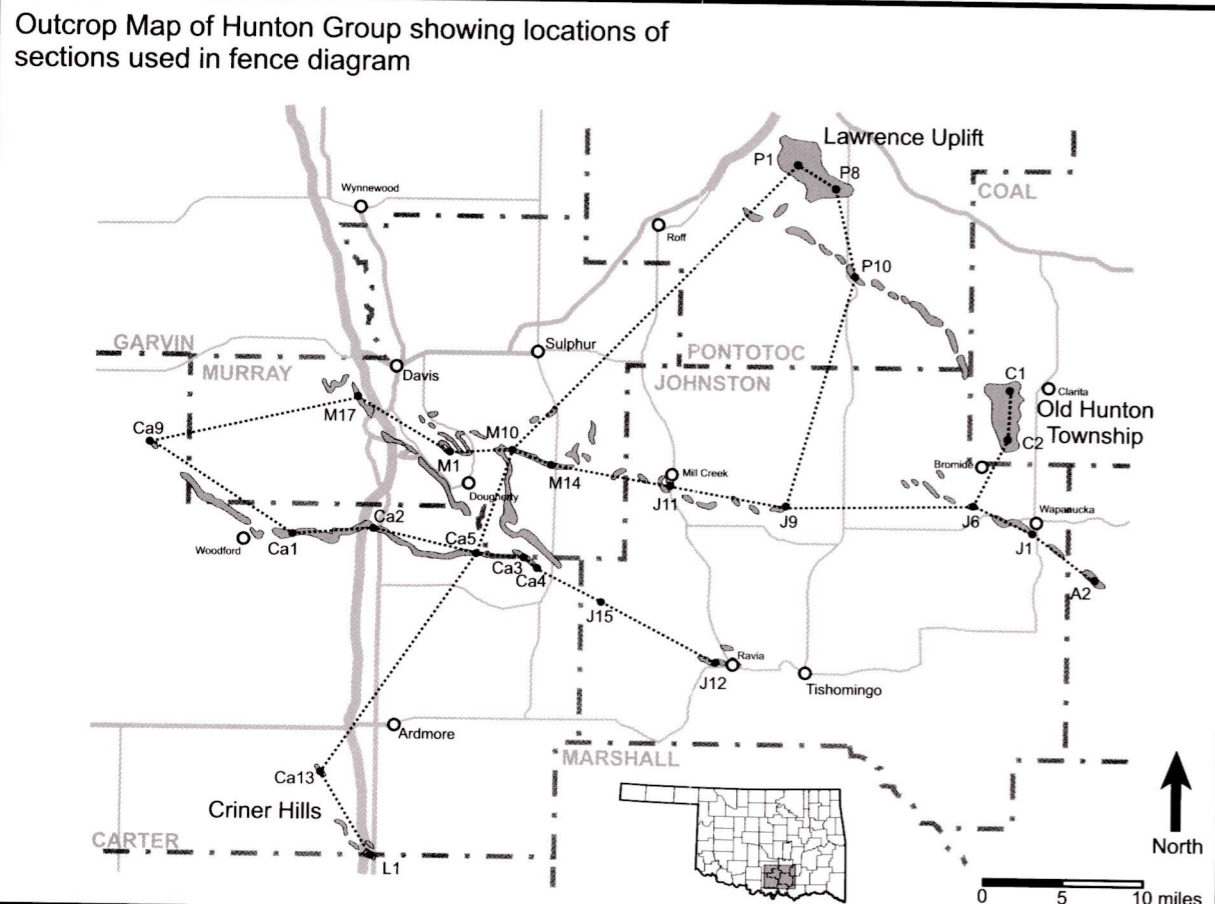 Outcrop Map of Hunton Group showing locations of
sections used in fence diagram
Lawrence Uplift
P1
P8
COAL
Wynnewood
Roff
P10
GARVIN
MURRAY
Davis
Sulphur
PONTOTOC
JOHNSTON
C1
Clarita
Old Hunton
Township
C2
M17
Ca9
M10
M1
M14
Bromide
Mill Creek
J11
Dougherty
J9
J6
Wapanucka
J1
Ca2
Ca1
Woodford
Ca5
Ca3
Ca4
A2
J15
Ravia
J12
Tishomingo
Ardmore
MARSHALL
Ca13
Criner Hills
CARTER
L1
North
0 5 10 miles